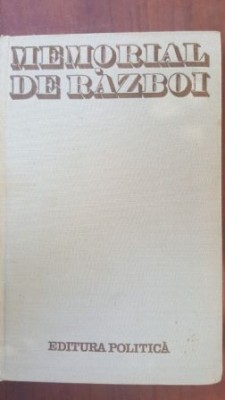 MEMORIAL
DE RĂZBOI
EDITURA POLITICĂ